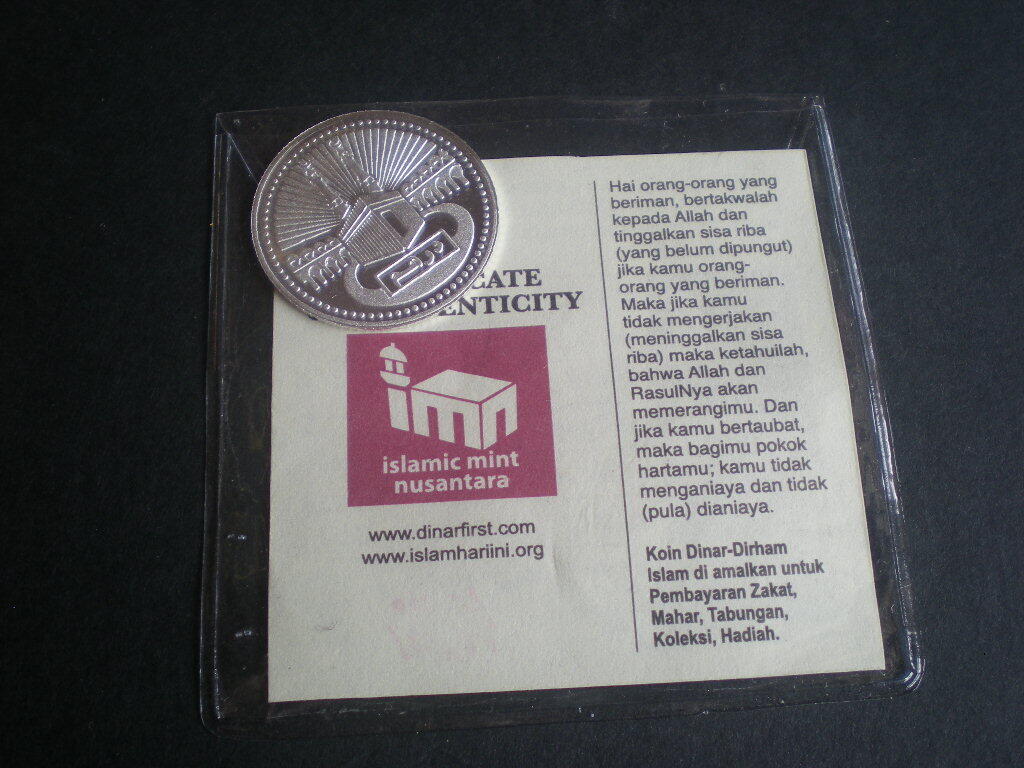 CATE
ENTICITY
imn
islamic mint
nusantara
www.dinarfirst.com
www.islamhariini.org
Hai orang-orang yang
beriman, bertakwalah
kepada Allah dan
tinggalkan sisa riba
(yang belum dipungut)
jika kamu orang-
orang yang beriman.
Maka jika kamu
tidak mengerjakan
(meninggalkan sisa
riba) maka ketahuilah,
bahwa Allah dan
RasulNya akan
memerangimu. Dan
jika kamu bertaubat,
maka bagimu pokok
hartamu; kamu tidak
menganiaya dan tidak
(pula) dianiaya.
Koin Dinar-Dirham
Islam di amalkan untuk
Pembayaran Zakat,
Mahar, Tabungan,
Koleksi, Hadiah.